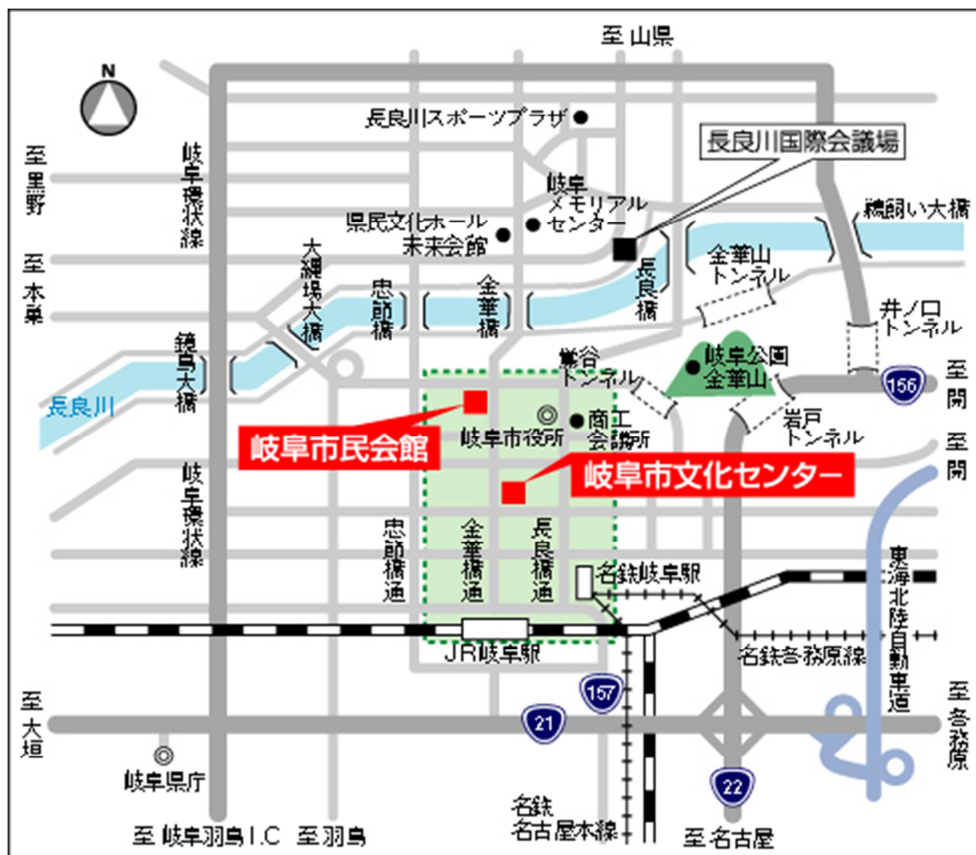 至山県
N
長良川スポーツプラザ
長良川国際会議場
至黒野
岐阜環状線
岐阜
メモリアル
センター
県民文化ホール
未来会館
鵜飼い大橋
至本巣
大縄場大橋
忠節橋
金華橋
長良橋
金華山
トンネル
井ノ口
トンネル
鏡島大橋
長良川
鶯谷
トンネル
岐阜公園
金華山
156
至関
岐阜市民会館
岐阜市役所
商工
会議所
岩戸
トンネル
至関
岐阜市文化センター
岐阜環状線
忠節橋通
金華橋通
長良橋通
名鉄岐阜駅
東海北陸自動車道
JR岐阜駅
名鉄各務原線
至大垣
157
21
至各務原
岐阜県庁
22
名鉄
名古屋本線
至岐阜羽島I.C
至羽島
至名古屋